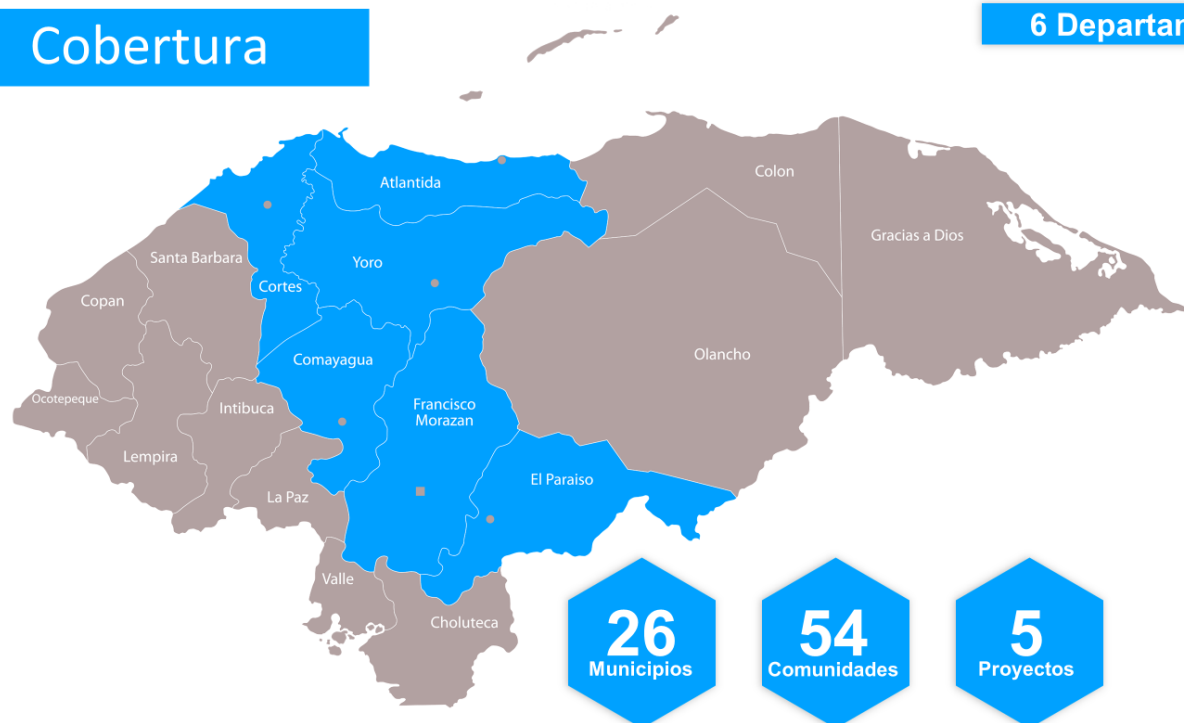 Cobertura
6 Departar
Atlantida
Colon
Gracias a Dios
Santa Barbara
Yoro
Cortes
Copan
Comayagua
Olancho
Ocotepeque
Intibuca
Francisco
Morazan
Lempira
El Paraiso
La Paz
Valle
Choluteca
26
Municipios
54
Comunidades
5
Proyectos